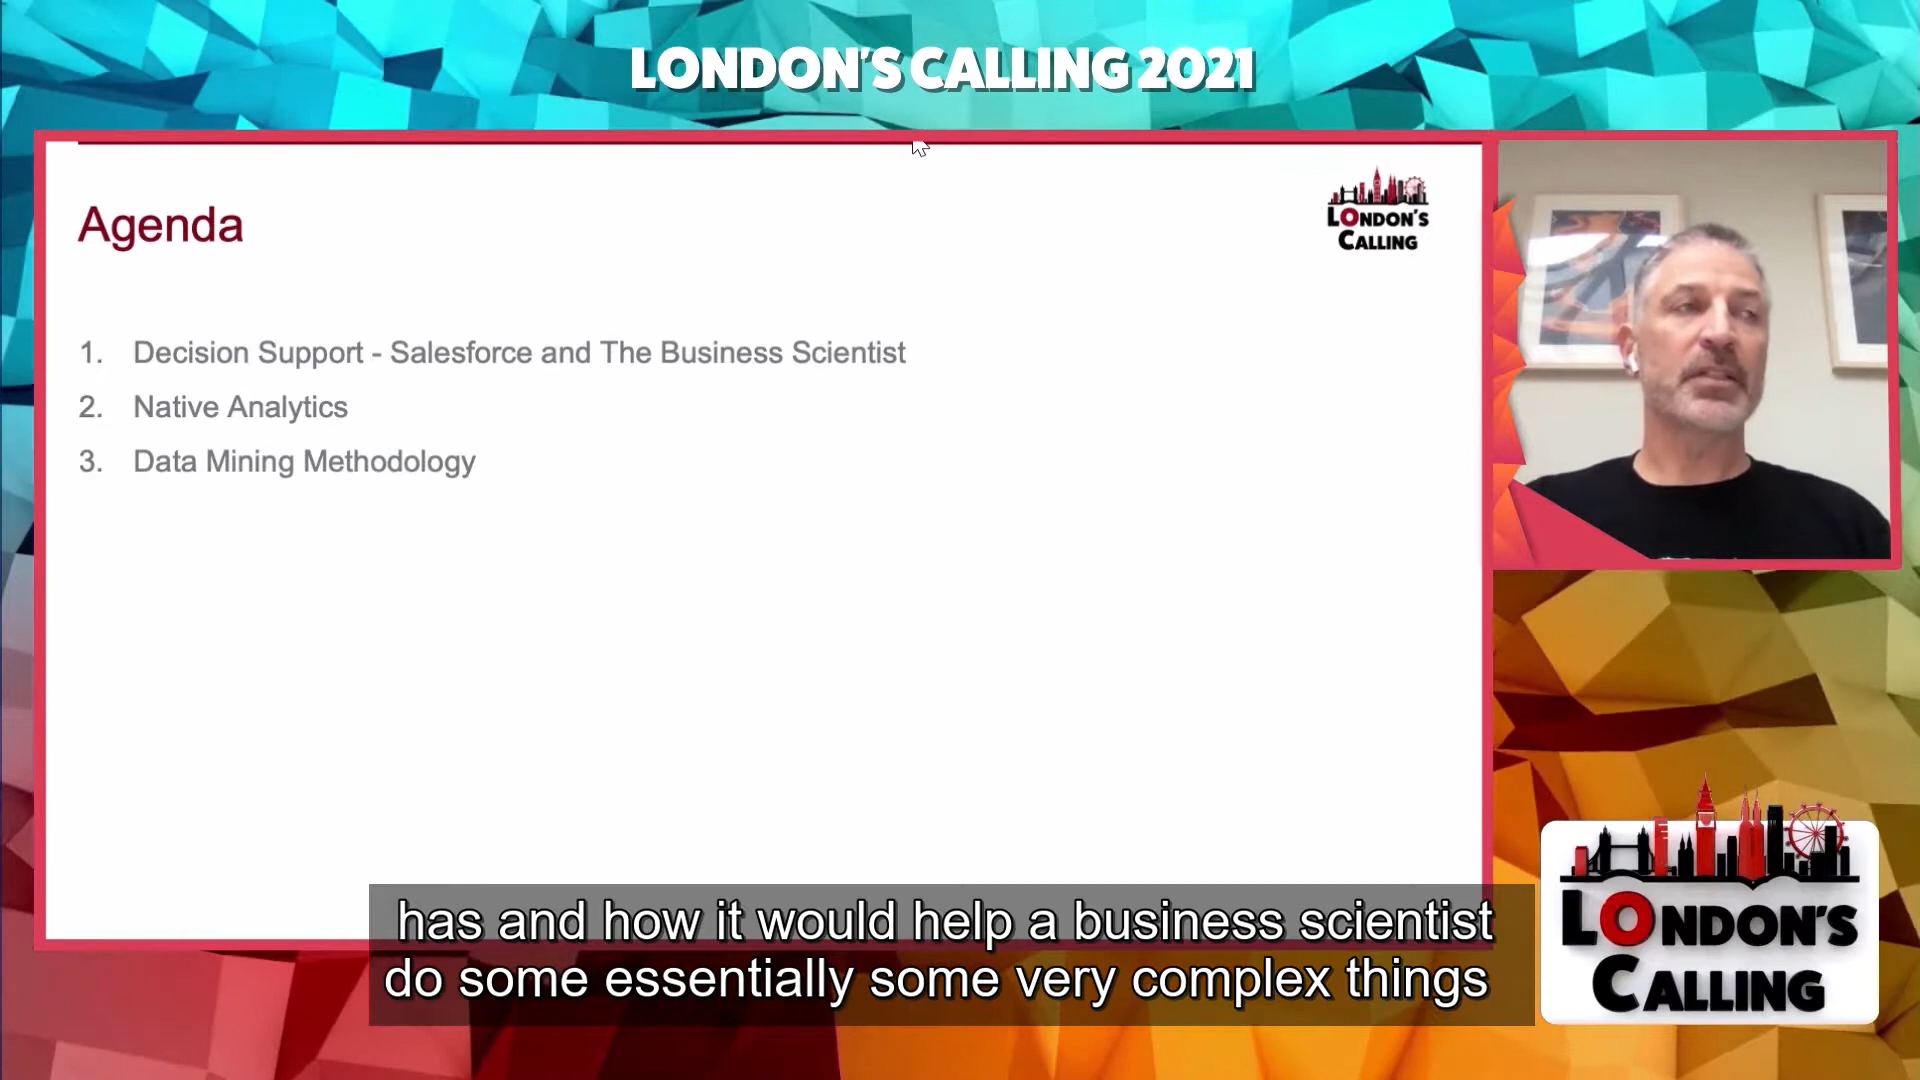 LONDON'S CALLING 2021
Agenda
LONDON'S
CALLING
1. Decision Support - Salesforce and The Business Scientist
2. Native Analytics
3. Data Mining Methodology
has and how it would help a business scientist
do some essentially some very complex things
LONDON'S
CALLING